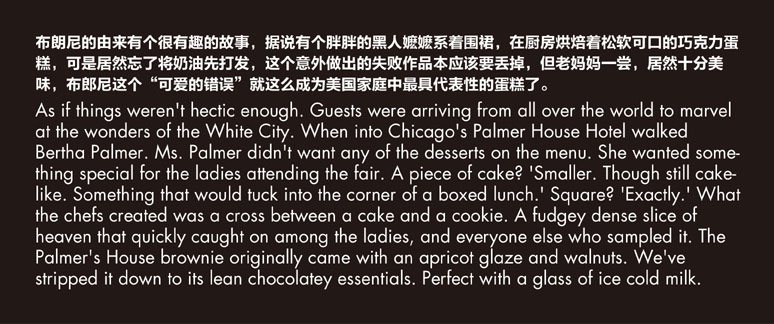 布朗尼的由来有个很有趣的故事，据说有个胖胖的黑人嬷嬷系着围裙，在厨房烘焙着松软可口的巧克力蛋
糕，可是居然忘了将奶油先打发，这个意外做出的失败作品本应该要丢掉，但老妈妈一尝，居然十分美
味，布郎尼这个“可爱的错误”就这么成为美国家庭中最具代表性的蛋糕了。
As if things weren't hectic enough. Guests were arriving from all over the world to marvel
at the wonders of the White City. When into Chicago's Palmer House Hotel walked
Bertha Palmer. Ms. Palmer didn't want any of the desserts on the menu. She wanted some-
thing special for the ladies attending the fair. A piece of cake? 'Smaller. Though still cake-
like. Something that would tuck into the corner of a boxed lunch.' Square? 'Exactly.' What
the chefs created was a cross between a cake and a cookie. A fudgey dense slice of
heaven that quickly caught on among the ladies, and everyone else who sampled it. The
Palmer's House brownie originally came with an apricot glaze and walnuts. We've
stripped it down to its lean chocolatey essentials. Perfect with a glass of ice cold milk.